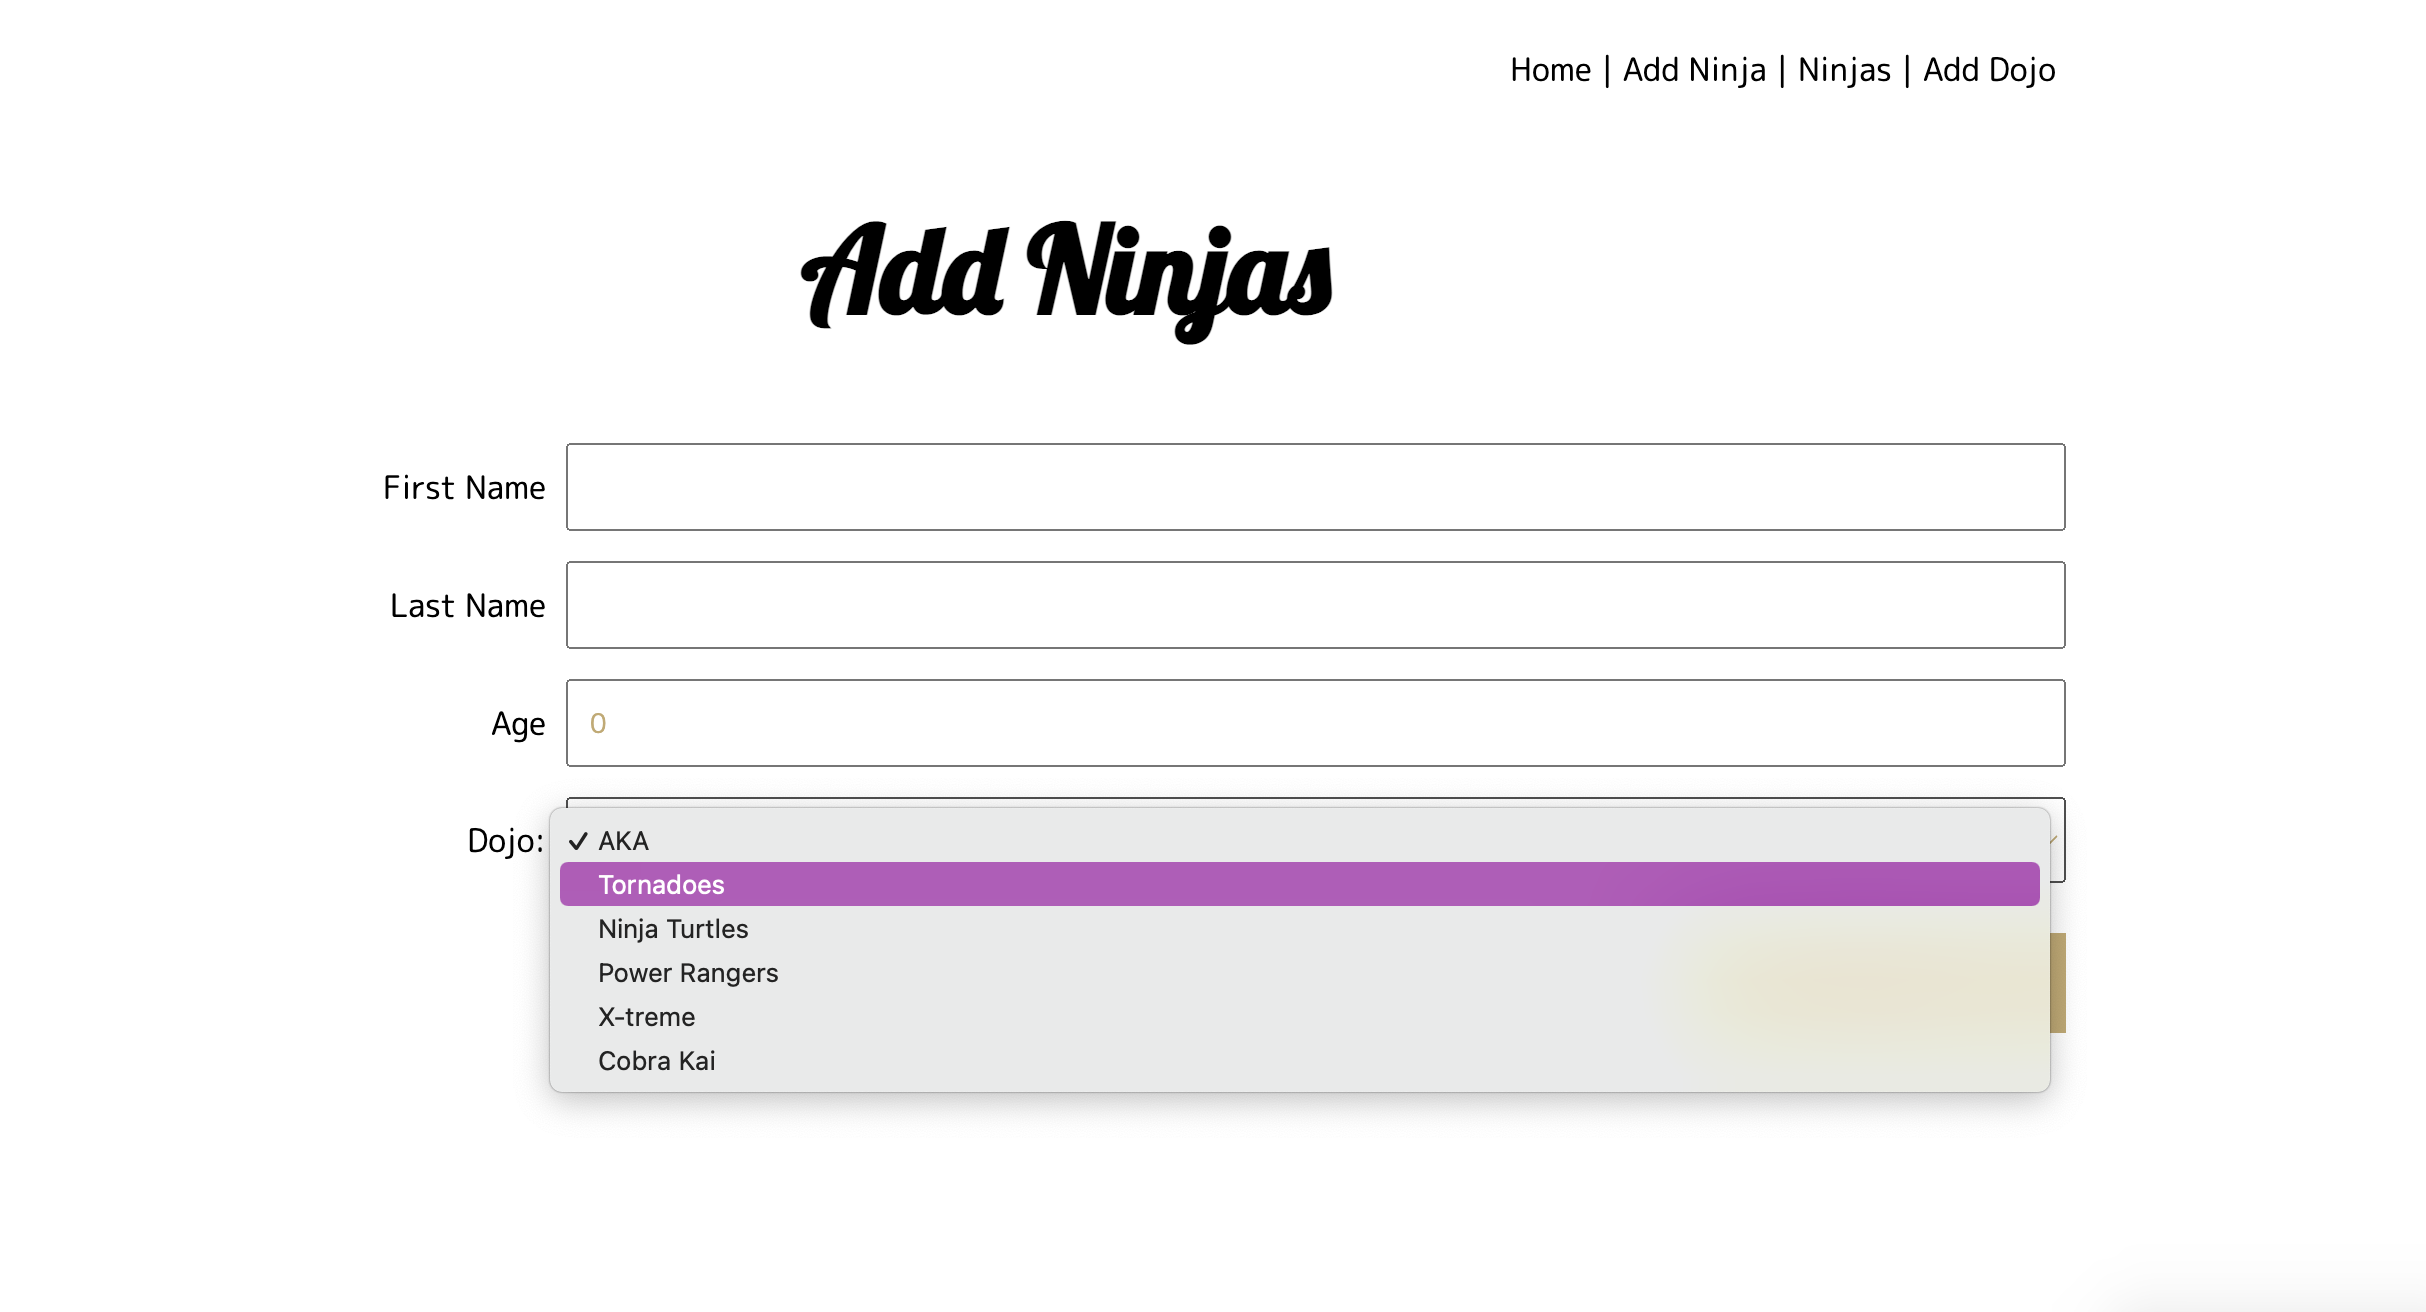 Home | Add Ninja | Ninjas | Add Dojo
Add Ninjas
First Name
Last Name
Age 0
Dojo: ✓ AKA
Tornadoes
Ninja Turtles
Power Rangers
X-treme
Cobra Kai